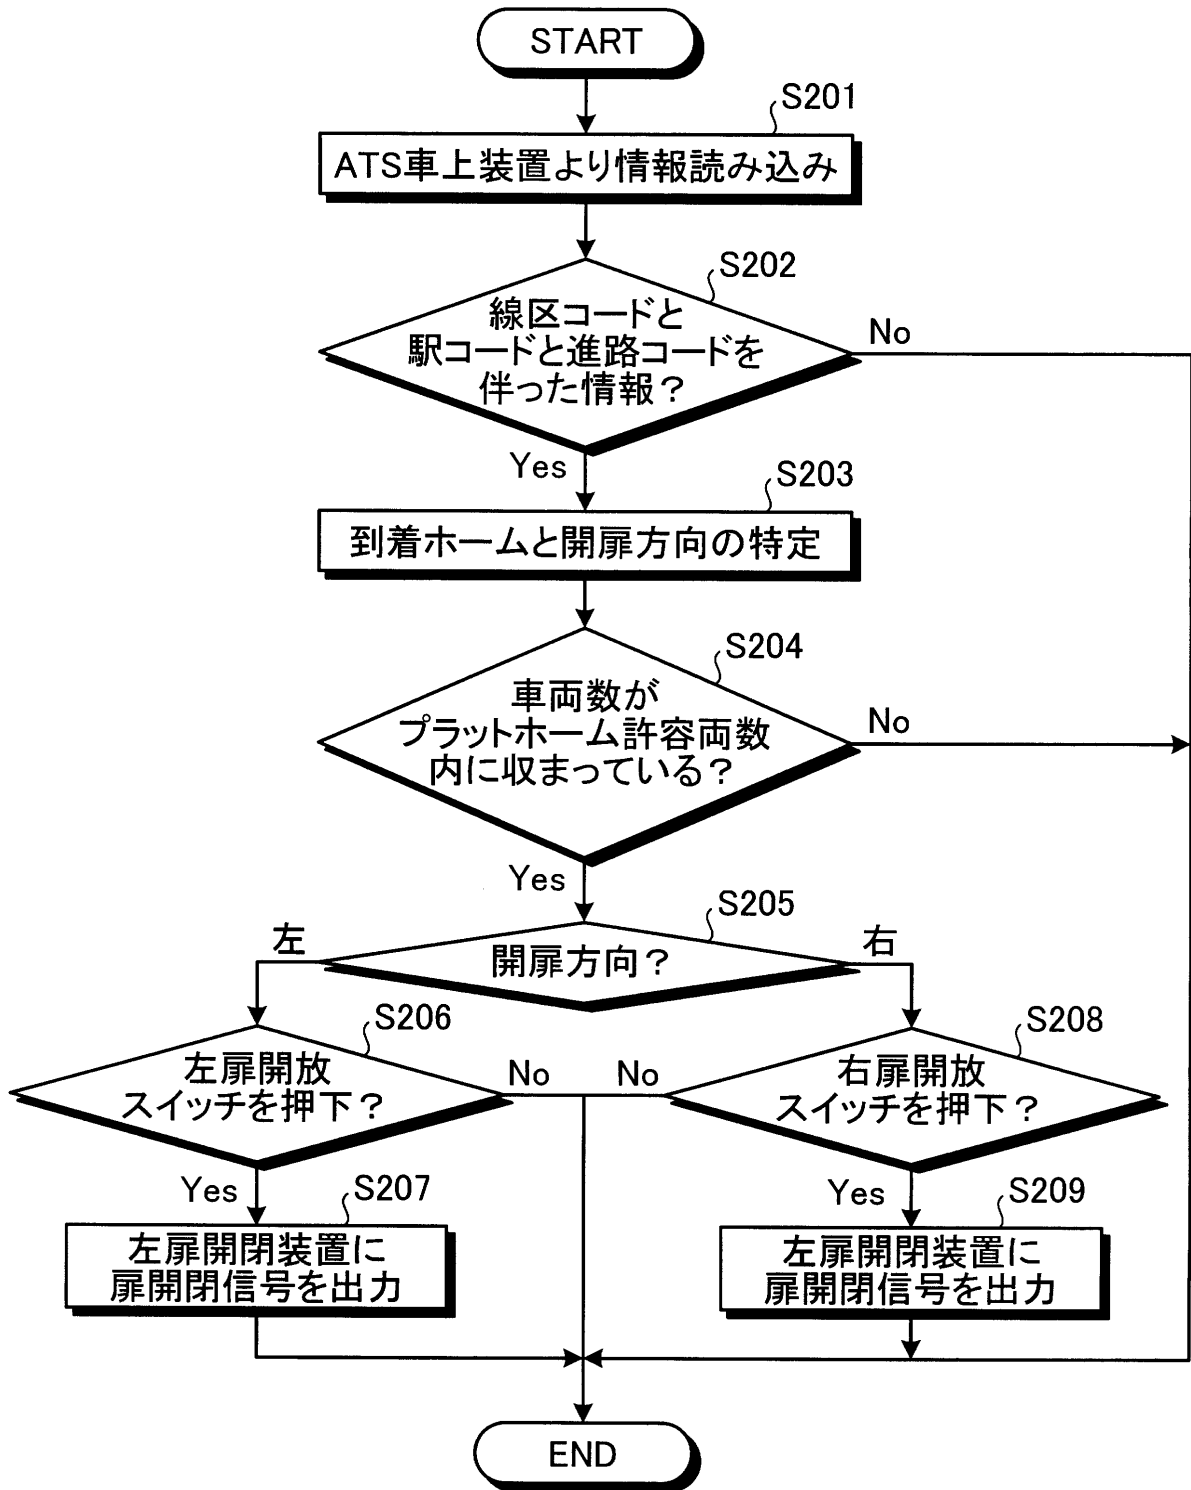 START
S201
ATS車上装置より情報読み込み
S202
線区コードと
駅コードと進路コードを
伴った情報？
No
Yes
S203
到着ホームと開扉方向の特定
S204
車両数が
プラットホーム許容両数
内に収まっている？
No
Yes
S205
開扉方向？
左
右
S206
左扉開放
スイッチを押下？
No
Yes
S208
右扉開放
スイッチを押下？
No
Yes
S207
左扉開閉装置に
扉開閉信号を出力
S209
左扉開閉装置に
扉開閉信号を出力
END